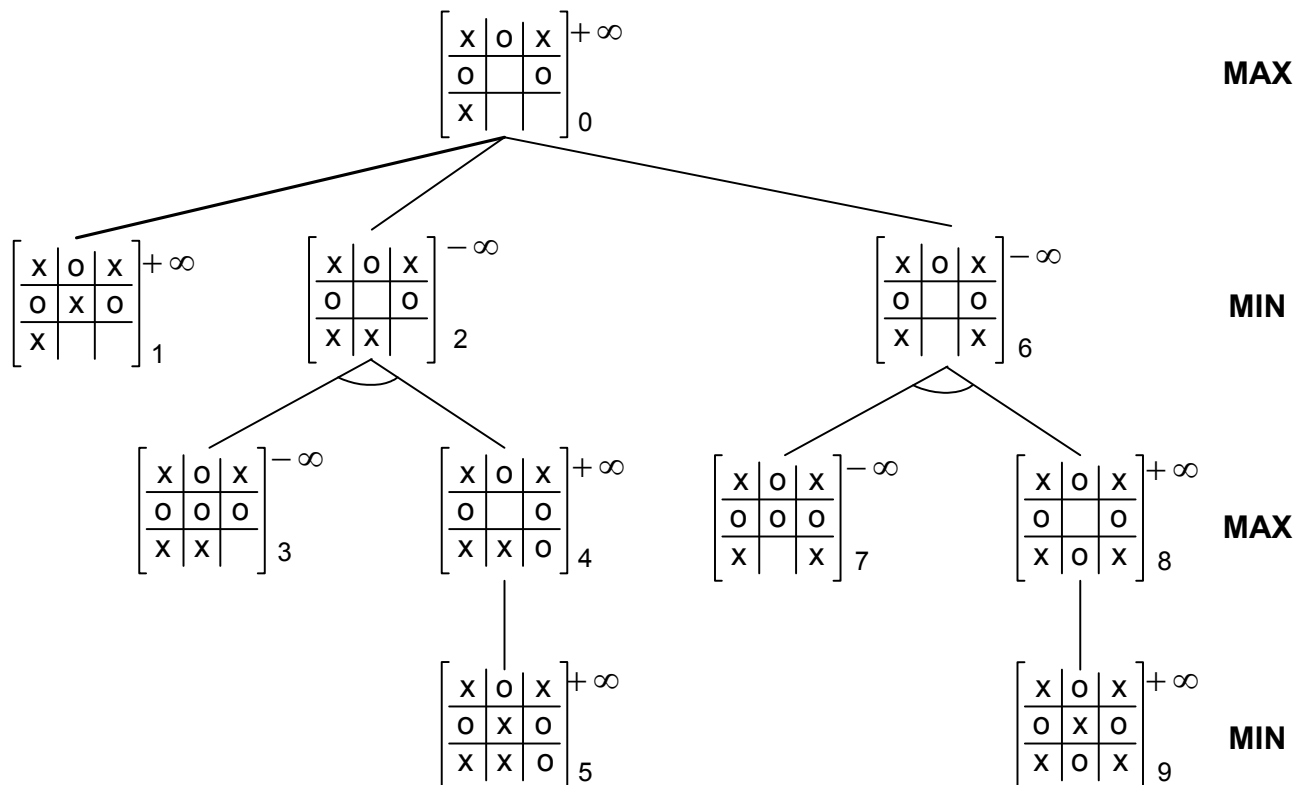 x o x +∞
o o
x
0
MAX
x o x +∞
o x o
x
1
x o x −∞
o o
x x
2
x o x −∞
o o
x x
6
MIN
x o x −∞
o o o
x x
3
x o x +∞
o o
x x o
4
x o x −∞
o o o
x x
7
x o x +∞
o o
x o x
8
MAX
x o x +∞
o x o
x x o
5
x o x +∞
o x o
x o x
9
MIN